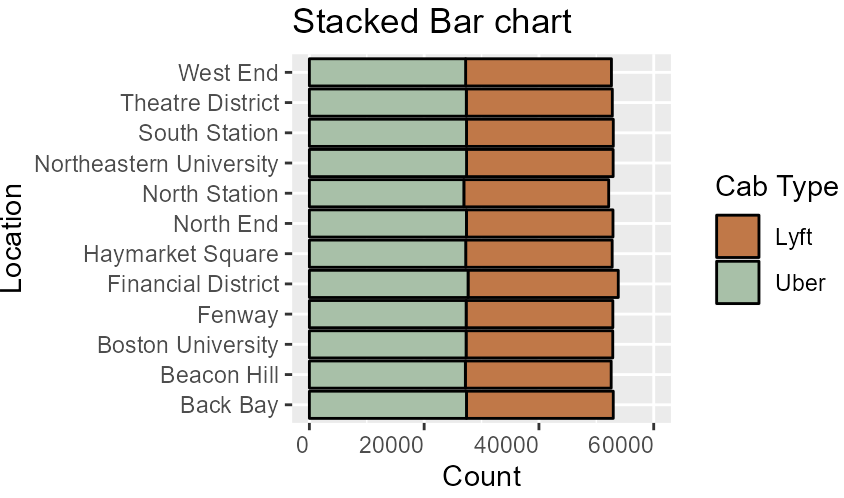 Stacked Bar chart
Location
West End
Theatre District
South Station
Northeastern University
North Station
North End
Haymarket Square
Financial District
Fenway
Boston University
Beacon Hill
Back Bay
0 20000 40000 60000
Count
Cab Type
Lyft
Uber